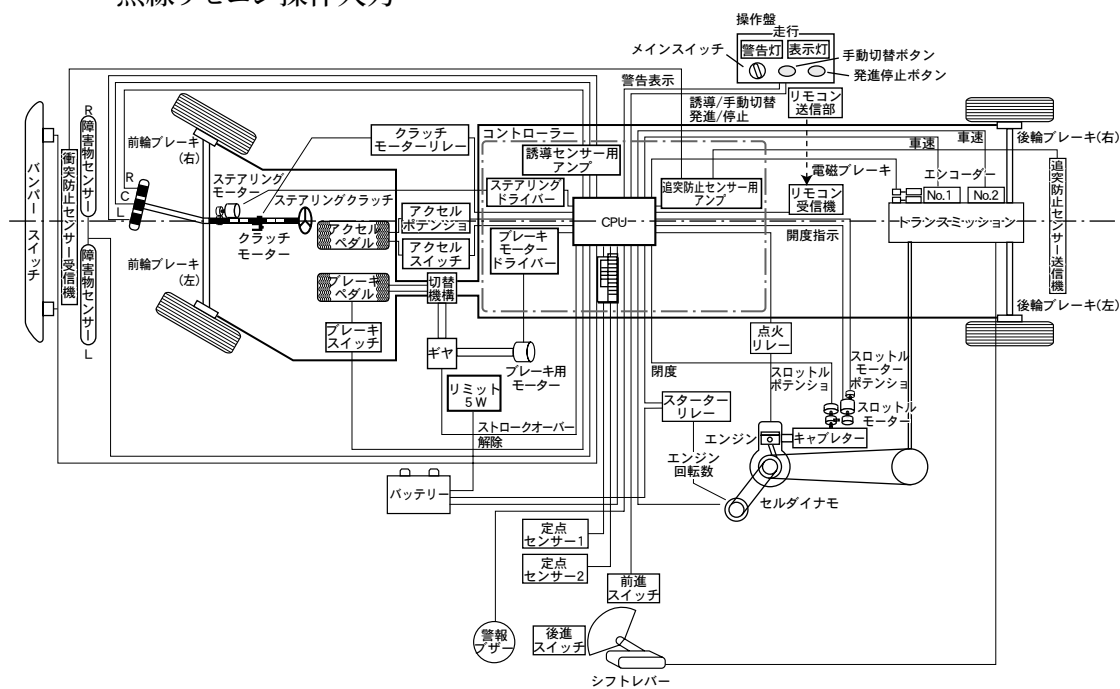 操作盤
走行
メインスイッチ
警告灯
表示灯
手動切替ボタン
発進停止ボタン
警告表示
誘導/手動切替
発進/停止
リモコン
送信部
コントローラー
誘導センサー用
アンプ
クラッチ
モーターリレー
前輪ブレーキ
(右)
R
障害物センサー
衝突防止センサー受信機
バンパースイッチ
R
C
L
ステアリング
モーター
ステアリングクラッチ
クラッチ
モーター
アクセル
ペダル
アクセル
ポテンショ
アクセル
スイッチ
ステアリング
ドライバー
ブレーキ
モーター
ドライバー
CPU
追突防止センサー用
アンプ
電磁ブレーキ
リモコン
受信機
車速
車速
エンコーダー
No.1
No.2
トランスミッション
後輪ブレーキ(右)
追突防止センサー送信機
開度指示
前輪ブレーキ
(左)
障害物センサー
L
ブレーキ
ペダル
切替
機構
ブレーキ
スイッチ
ギヤ
ブレーキ用
モーター
リミット
5W
ストロークオーバー
解除
後輪ブレーキ(左)
点火
リレー
閉度
スロットル
ポテンショ
スロットル
モーター
ポテンショ
スロットル
モーター
スターター
リレー
エンジン
キャブレター
エンジン
回転数
セルダイナモ
バッテリー
定点
センサー1
定点
センサー2
前進
スイッチ
警報
ブザー
後進
スイッチ
シフトレバー